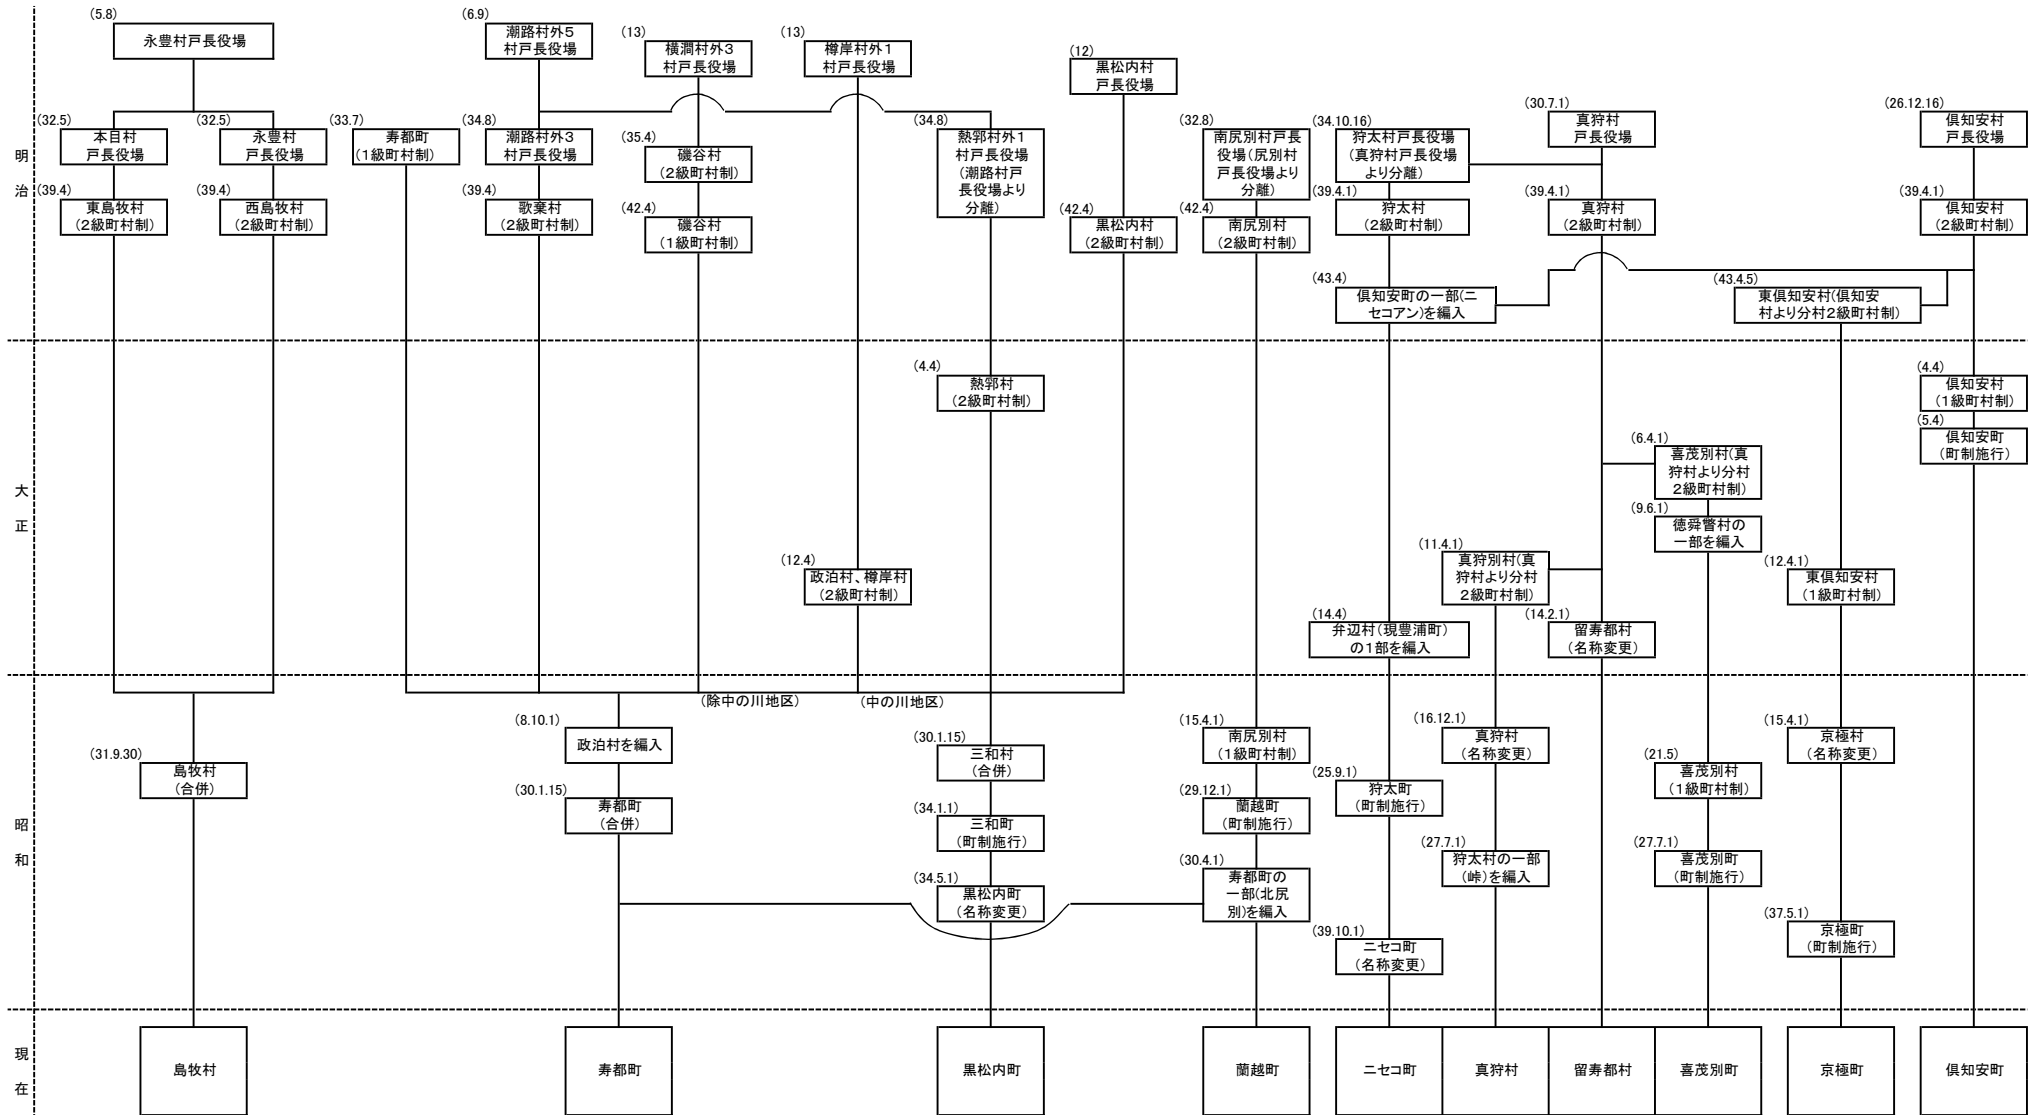 明
治
大
正
昭
和
現
在
(5.8)
永豊村戸長役場
(32.5)
本目村
戸長役場
(39.4)
東島牧村
(2級町村制)
(32.5)
永豊村
戸長役場
(39.4)
西島牧村
(2級町村制)
(31.9.30)
島牧村
(合併)
島牧村
(33.7)
寿都町
(1級町村制)
(6.9)
潮路村外5
村戸長役場
(34.8)
潮路村外3
村戸長役場
(39.4)
歌棄村
(2級町村制)
(13)
横澗村外3
村戸長役場
(35.4)
磯谷村
(2級町村制)
(42.4)
磯谷村
(1級町村制)
(13)
樽岸村外1
村戸長役場
(12.4)
政泊村、樽岸村
(2級町村制)
(除中の川地区)
(中の川地区)
(8.10.1)
政泊村を編入
(30.1.15)
寿都町
(合併)
寿都町
(34.8)
熱郛村外1
村戸長役場
(潮路村戸
長役場より
分離)
(4.4)
熱郛村
(2級町村制)
(12)
黒松内村
戸長役場
(42.4)
黒松内村
(2級町村制)
(30.1.15)
三和村
(合併)
(34.1.1)
三和町
(町制施行)
(34.5.1)
黒松内町
(名称変更)
黒松内町
(32.8)
南尻別村戸長
役場(尻別村
戸長役場より
分離)
(42.4)
南尻別村
(2級町村制)
(15.4.1)
南尻別村
(1級町村制)
(29.12.1)
蘭越町
(町制施行)
(30.4.1)
寿都町の
一部(北尻
別)を編入
蘭越町
(34.10.16)
狩太村戸長役場
(真狩村戸長役場
より分離)
(39.4.1)
狩太村
(2級町村制)
(43.4)
倶知安町の一部(ニ
セコアン)を編入
(14.4)
弁辺村(現豊浦町)
の1部を編入
(25.9.1)
狩太町
(町制施行)
(39.10.1)
ニセコ町
(名称変更)
ニセコ町
(11.4.1)
真狩別村(真
狩村より分村
2級町村制)
(16.12.1)
真狩村
(名称変更)
(27.7.1)
狩太村の一部
(峠)を編入
真狩村
(30.7.1)
真狩村
戸長役場
(39.4.1)
真狩村
(2級町村制)
(14.2.1)
留寿都村
(名称変更)
留寿都村
(6.4.1)
喜茂別村(真
狩村より分村
2級町村制)
(9.6.1)
徳舜瞥村の
一部を編入
(21.5)
喜茂別村
(1級町村制)
(27.7.1)
喜茂別町
(町制施行)
喜茂別町
(43.4.5)
東倶知安村(倶知安
村より分村2級町村制)
(12.4.1)
東倶知安村
(1級町村制)
(15.4.1)
京極村
(名称変更)
(37.5.1)
京極町
(町制施行)
京極町
(26.12.16)
倶知安村
戸長役場
(39.4.1)
倶知安村
(2級町村制)
(4.4)
倶知安村
(1級町村制)
(5.4)
倶知安町
(町制施行)
倶知安町